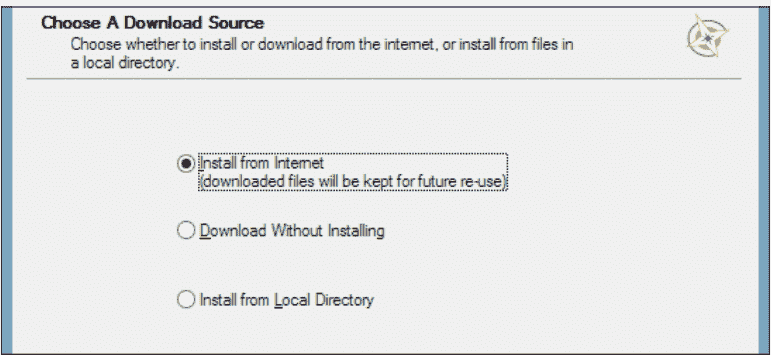 Choose A Download Source
Choose whether to install or download from the internet, or install from files in
a local directory.
Install from Internet
(downloaded files will be kept for future re-use)
Download Without Installing
Install from Local Directory